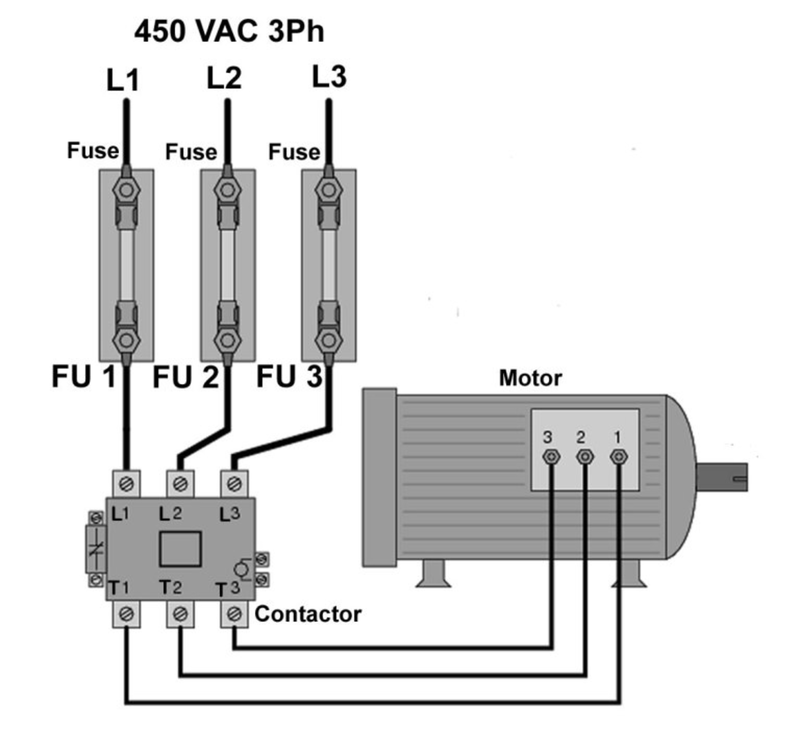 450 VAC 3Ph
L1 L2 L3
Fuse Fuse Fuse
FU 1 FU 2 FU 3
Motor
3 2 1
L1 L2 L3
T1 T2 T3
Contactor